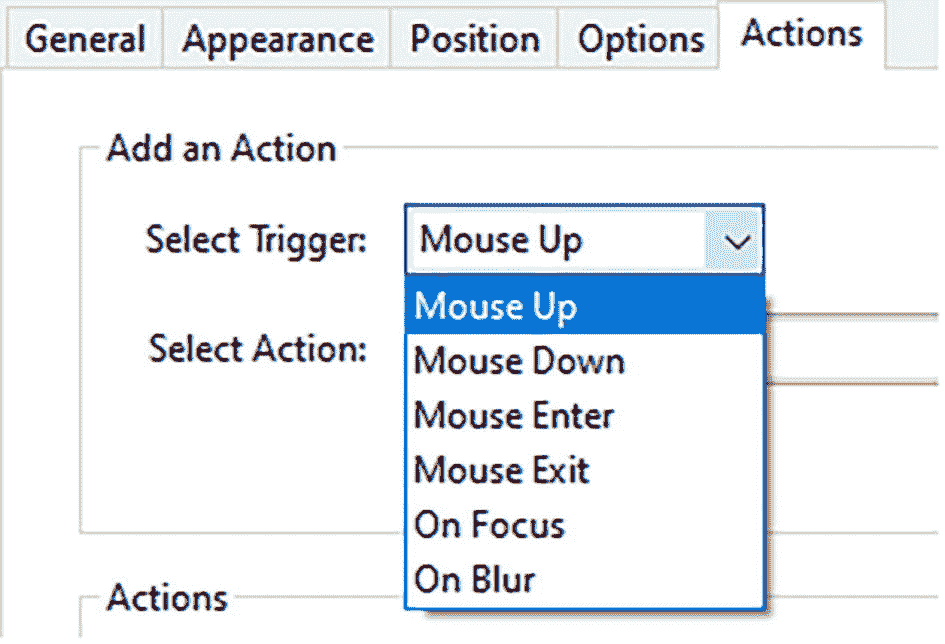 General Appearance Position Options Actions
Add an Action
Select Trigger: Mouse Up
Mouse Up
Select Action:
Mouse Down
Mouse Enter
Mouse Exit
On Focus
On Blur
Actions